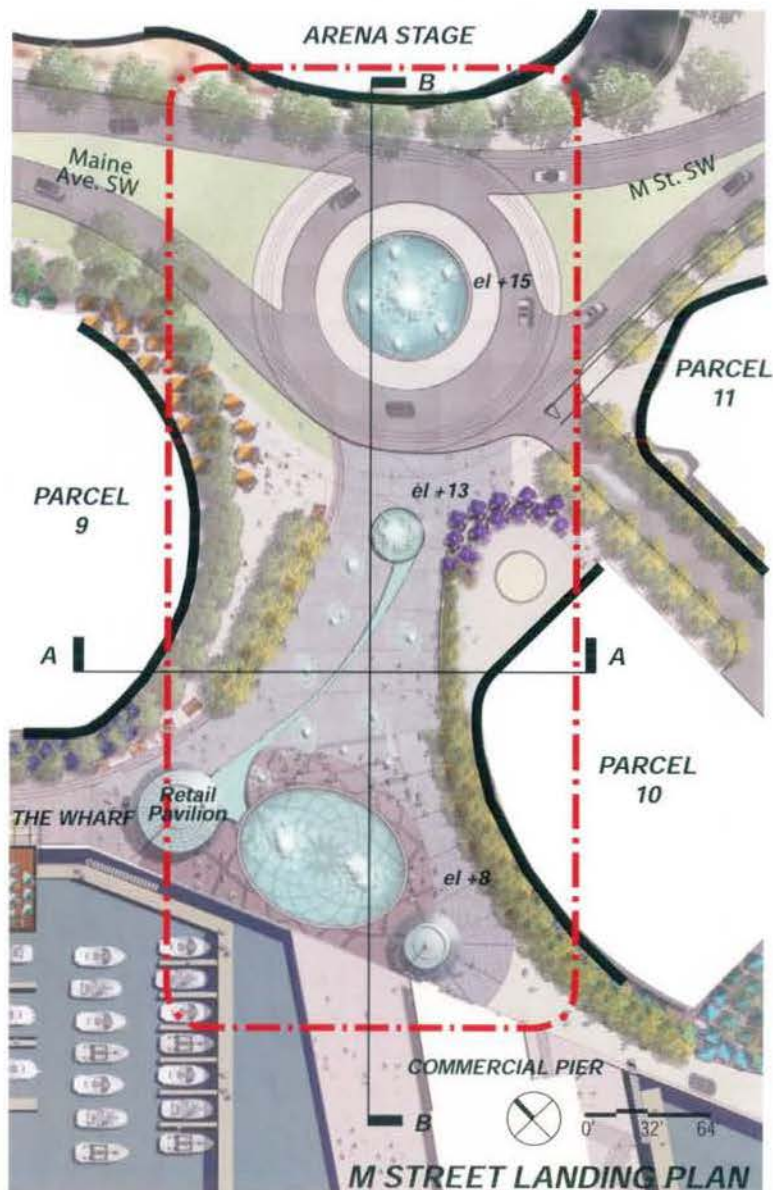 ARENA STAGE
B
Maine
Ave. SW
M St. SW
el +15
PARCEL
11
PARCEL
9
el +13
A
A
PARCEL
10
THE WHARF
Retail
Pavilion
el +8
COMMERCIAL PIER
B
0' 32' 64'
M STREET LANDING PLAN